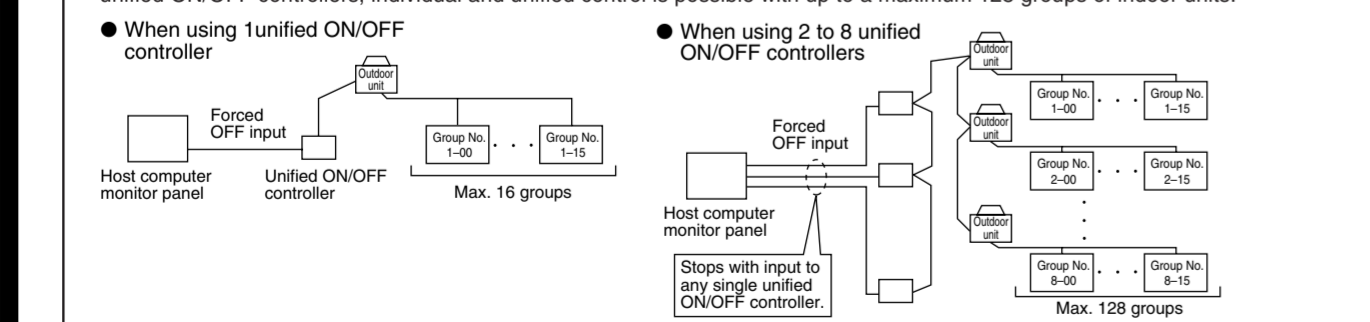 unified ON/OFF controllers, individual and unified control is possible with up to a maximum 128 groups of indoor units.
● When using 1unified ON/OFF
controller
Outdoor
unit
Forced
OFF input
Group No.
1–00
· · ·
Group No.
1–15
Host computer
monitor panel
Unified ON/OFF
controller
Max. 16 groups
● When using 2 to 8 unified
ON/OFF controllers
Outdoor
unit
Group No.
1–00
· · ·
Group No.
1–15
Forced
OFF input
Outdoor
unit
Group No.
2–00
· · ·
Group No.
2–15
Host computer
monitor panel
Outdoor
unit
Stops with input to
any single unified
ON/OFF controller.
Group No.
8–00
· · ·
Group No.
8–15
Max. 128 groups